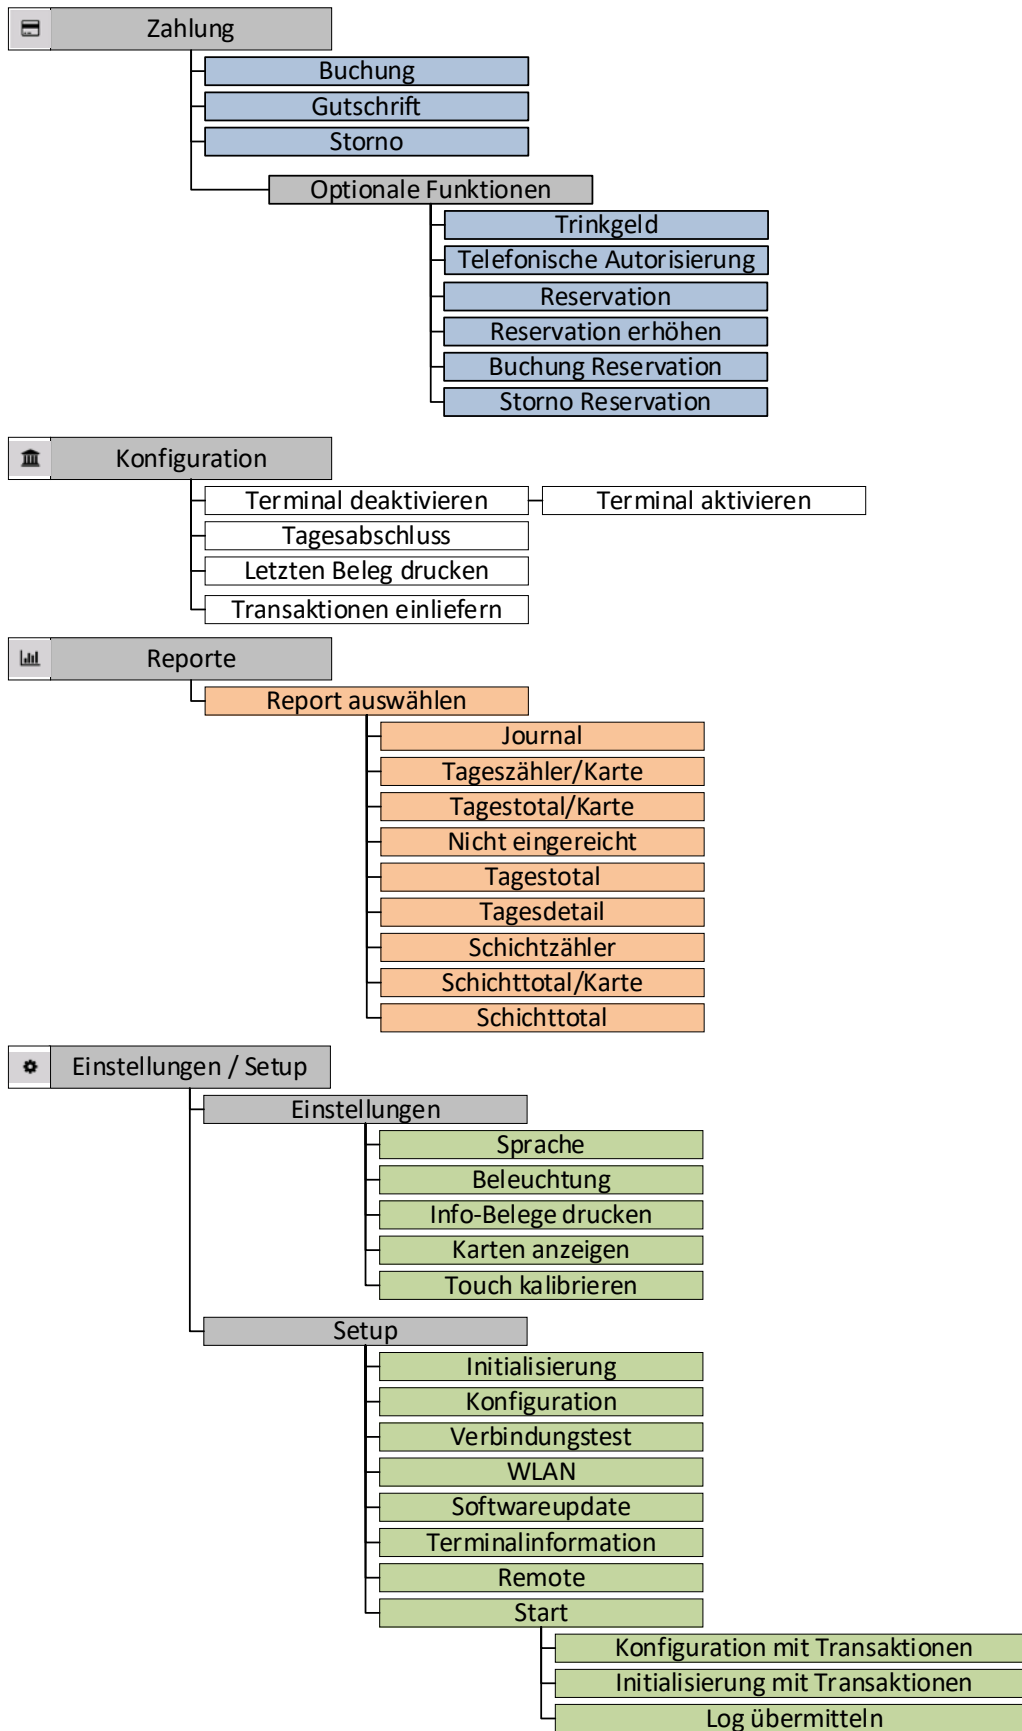 Zahlung
Buchung
Gutschrift
Storno
Optionale Funktionen
Trinkgeld
Telefonische Autorisierung
Reservation
Reservation erhöhen
Buchung Reservation
Storno Reservation
Konfiguration
Terminal deaktivieren Terminal aktivieren
Tagesabschluss
Letzten Beleg drucken
Transaktionen einliefern
Reporte
Report auswählen
Journal
Tageszähler/Karte
Tagestotal/Karte
Nicht eingereicht
Tagestotal
Tagesdetail
Schichtzähler
Schichttotal/Karte
Schichttotal
Einstellungen / Setup
Einstellungen
Sprache
Beleuchtung
Info-Belege drucken
Karten anzeigen
Touch kalibrieren
Setup
Initialisierung
Konfiguration
Verbindungstest
WLAN
Softwareupdate
Terminalinformation
Remote
Start
Konfiguration mit Transaktionen
Initialisierung mit Transaktionen
Log übermitteln